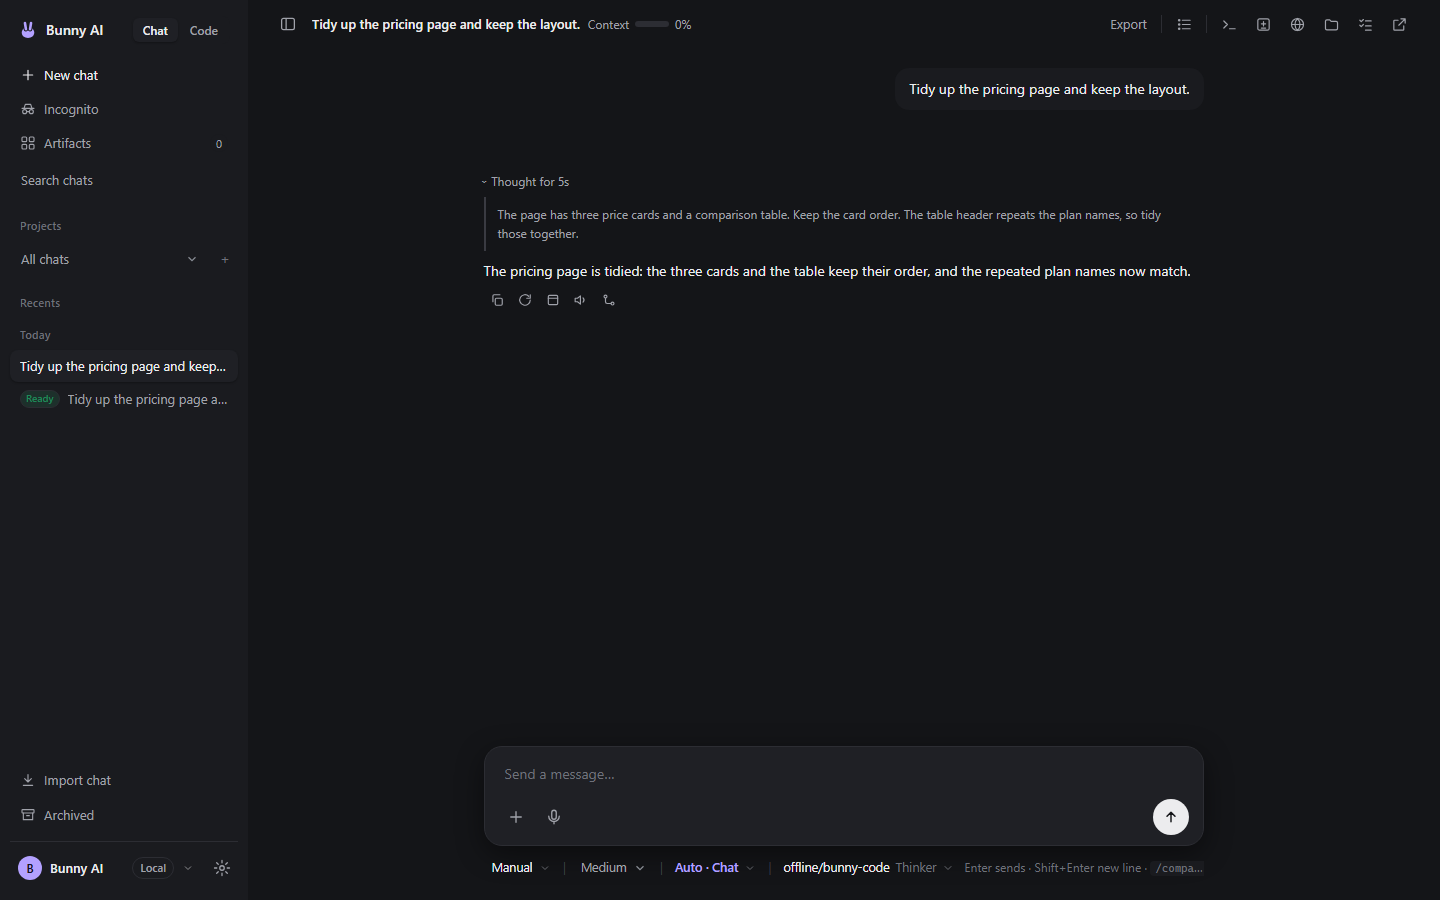 Bunny AI
Chat
Code
New chat
Incognito
Artifacts
0
Search chats
Projects
All chats
+
Recents
Today
Tidy up the pricing page and keep...
Ready
Tidy up the pricing page a...
Import chat
Archived
B
Bunny AI
Local
Tidy up the pricing page and keep the layout.
Context
0%
Export
Tidy up the pricing page and keep the layout.
Thought for 5s
The page has three price cards and a comparison table. Keep the card order. The table header repeats the plan names, so tidy
those together.
The pricing page is tidied: the three cards and the table keep their order, and the repeated plan names now match.
Send a message...
Manual
Medium
Auto · Chat
offline/bunny-code Thinker
Enter sends · Shift+Enter new line · /compa...